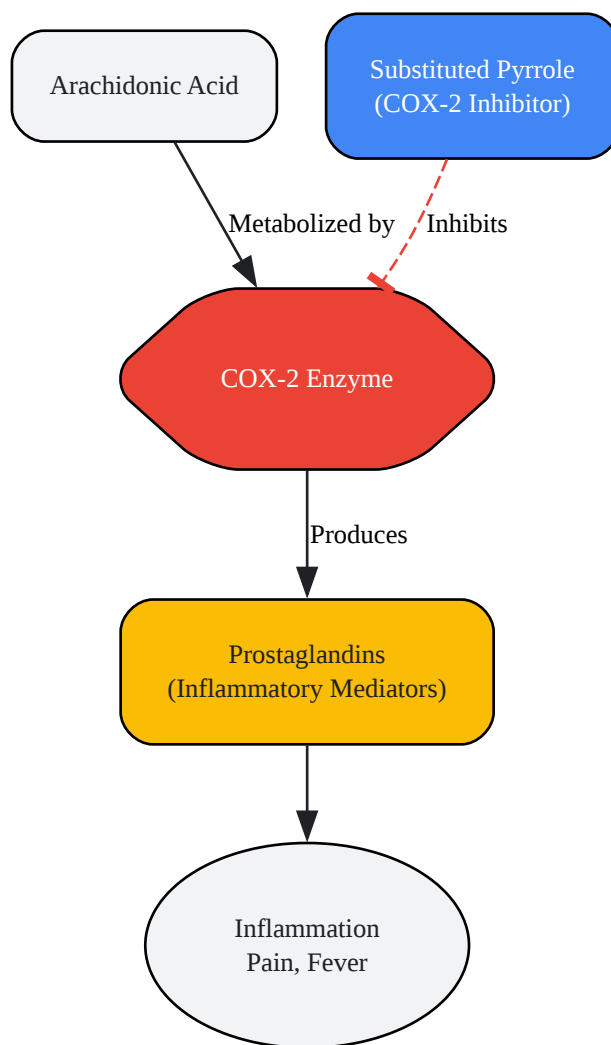 Arachidonic Acid
Substituted Pyrrole
(COX-2 Inhibitor)
Metabolized by
Inhibits
COX-2 Enzyme
Produces
Prostaglandins
(Inflammatory Mediators)
Inflammation
Pain, Fever